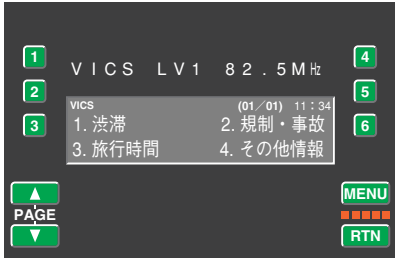 1
4
VICS LV1 82.5MHz
2
5
VICS (01/01) 11:34
3
6
1. 渋滞 2. 規制・事故
3. 旅行時間 4. その他情報
MENU
PAGE
RTN